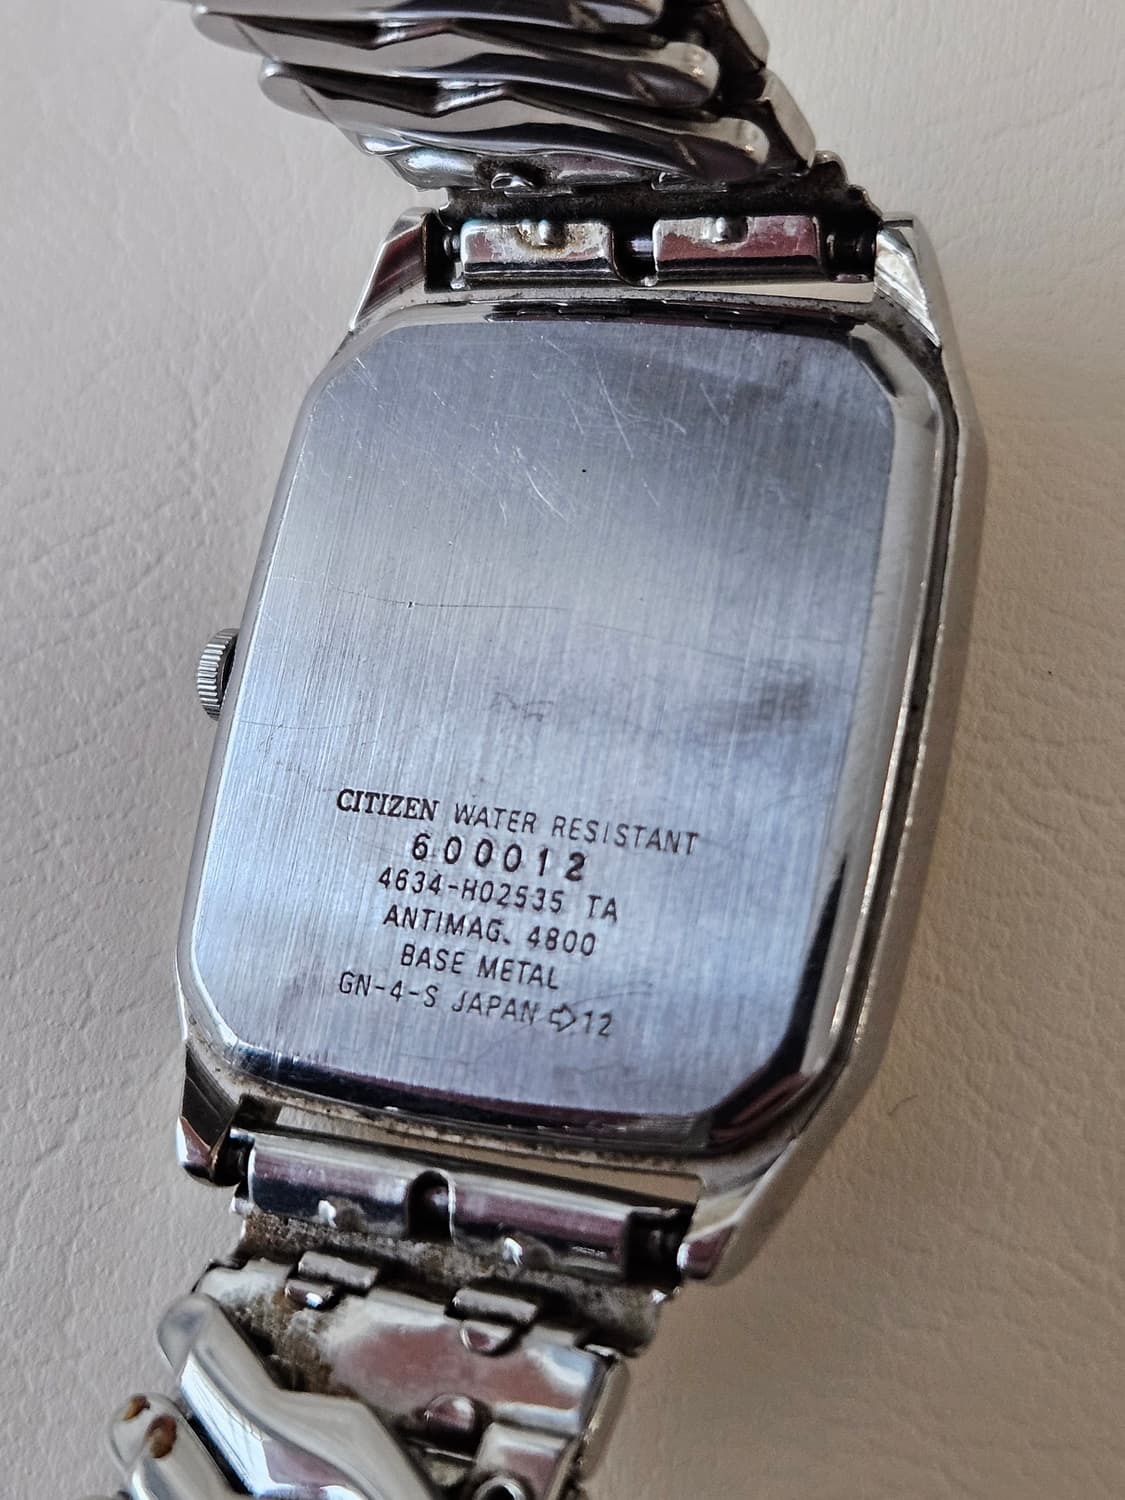 CITIZEN WATER RESISTANT
600012
4634-H02535 TA
ANTIMAG. 4800
BASE METAL
GN-4-S JAPAN ➩12